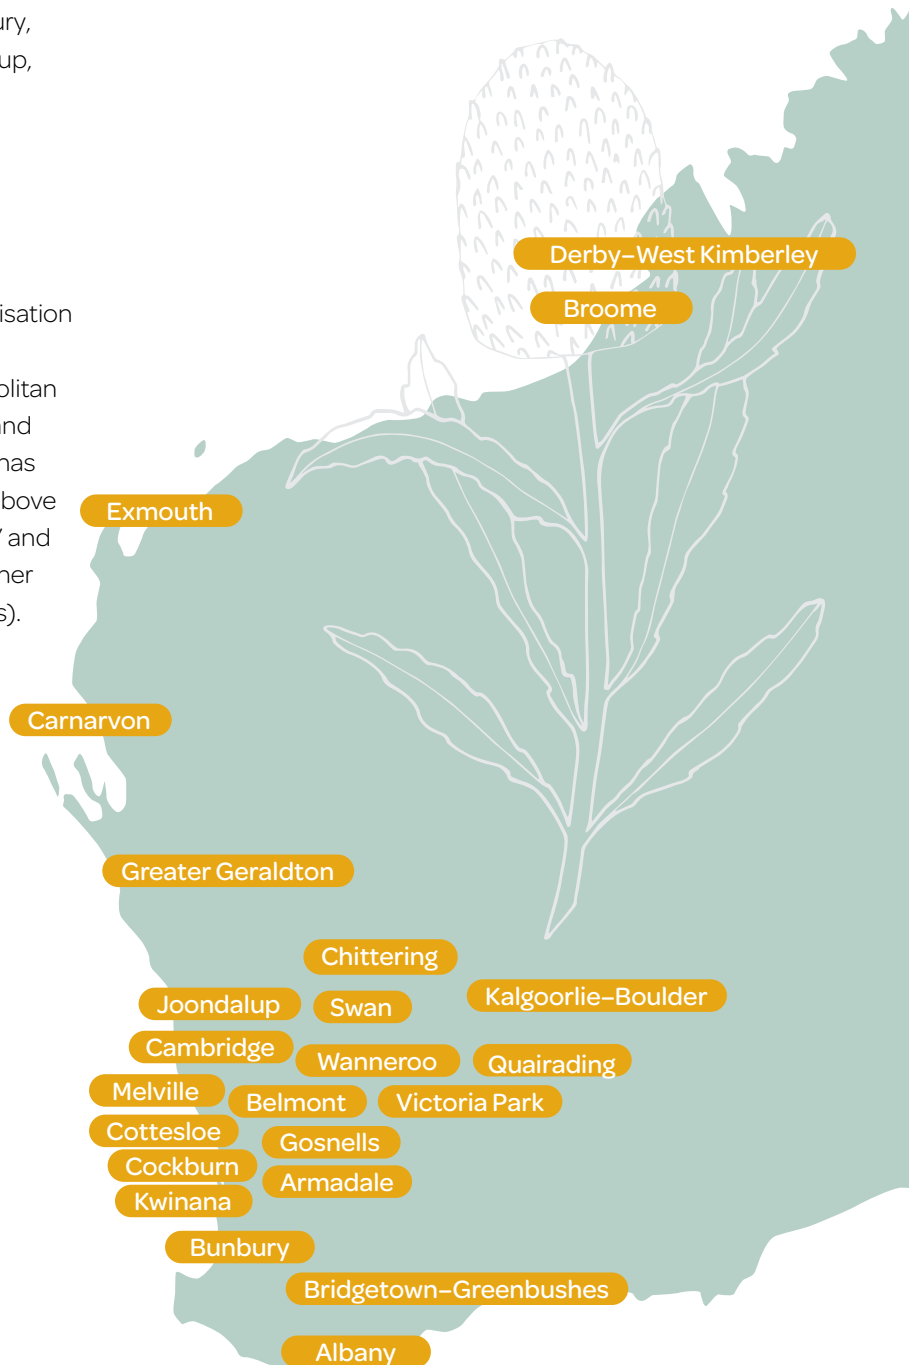 ury,
up,
isation
olitan
and
has
bove
and
her
s).
Derby–West Kimberley
Broome
Exmouth
Carnarvon
Greater Geraldton
Chittering
Kalgoorlie–Boulder
Joondalup
Swan
Cambridge
Wanneroo
Quairading
Melville
Belmont
Victoria Park
Cottesloe
Gosnells
Cockburn
Armadale
Kwinana
Bunbury
Bridgetown–Greenbushes
Albany